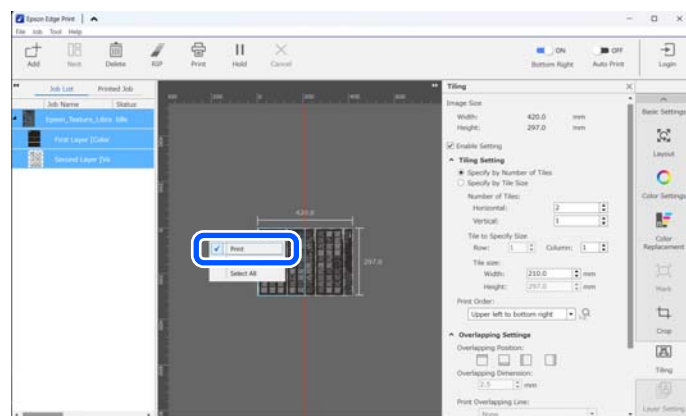 Epson Edge Print
File Job Tool Help
Add Nest Delete RIP Print Hold Cancel
ON
Bottom Right
OFF
Auto Print
Login
Job List Printed Job
Job Name Status
Epson_Texture_Libra Idle
First Layer [Color
Second Layer [Va
420.0
297.0
Print
Select All
Tiling
Image Size
Width: 420.0 mm
Height: 297.0 mm
Enable Setting
Tiling Setting
Specify by Number of Tiles
Specify by Tile Size
Number of Tiles:
Horizontal: 2
Vertical: 1
Tile to Specify Size
Row: 1 Column: 1
Tile size:
Width: 210.0 mm
Height: 297.0 mm
Print Order:
Upper left to bottom right
Overlapping Settings
Overlapping Position:
Overlapping Dimension:
2.5 mm
Print Overlapping Line:
None
Basic Settings
Layout
Color Settings
Color
Replacement
Mark
Crop
Tiling
Layer Setting